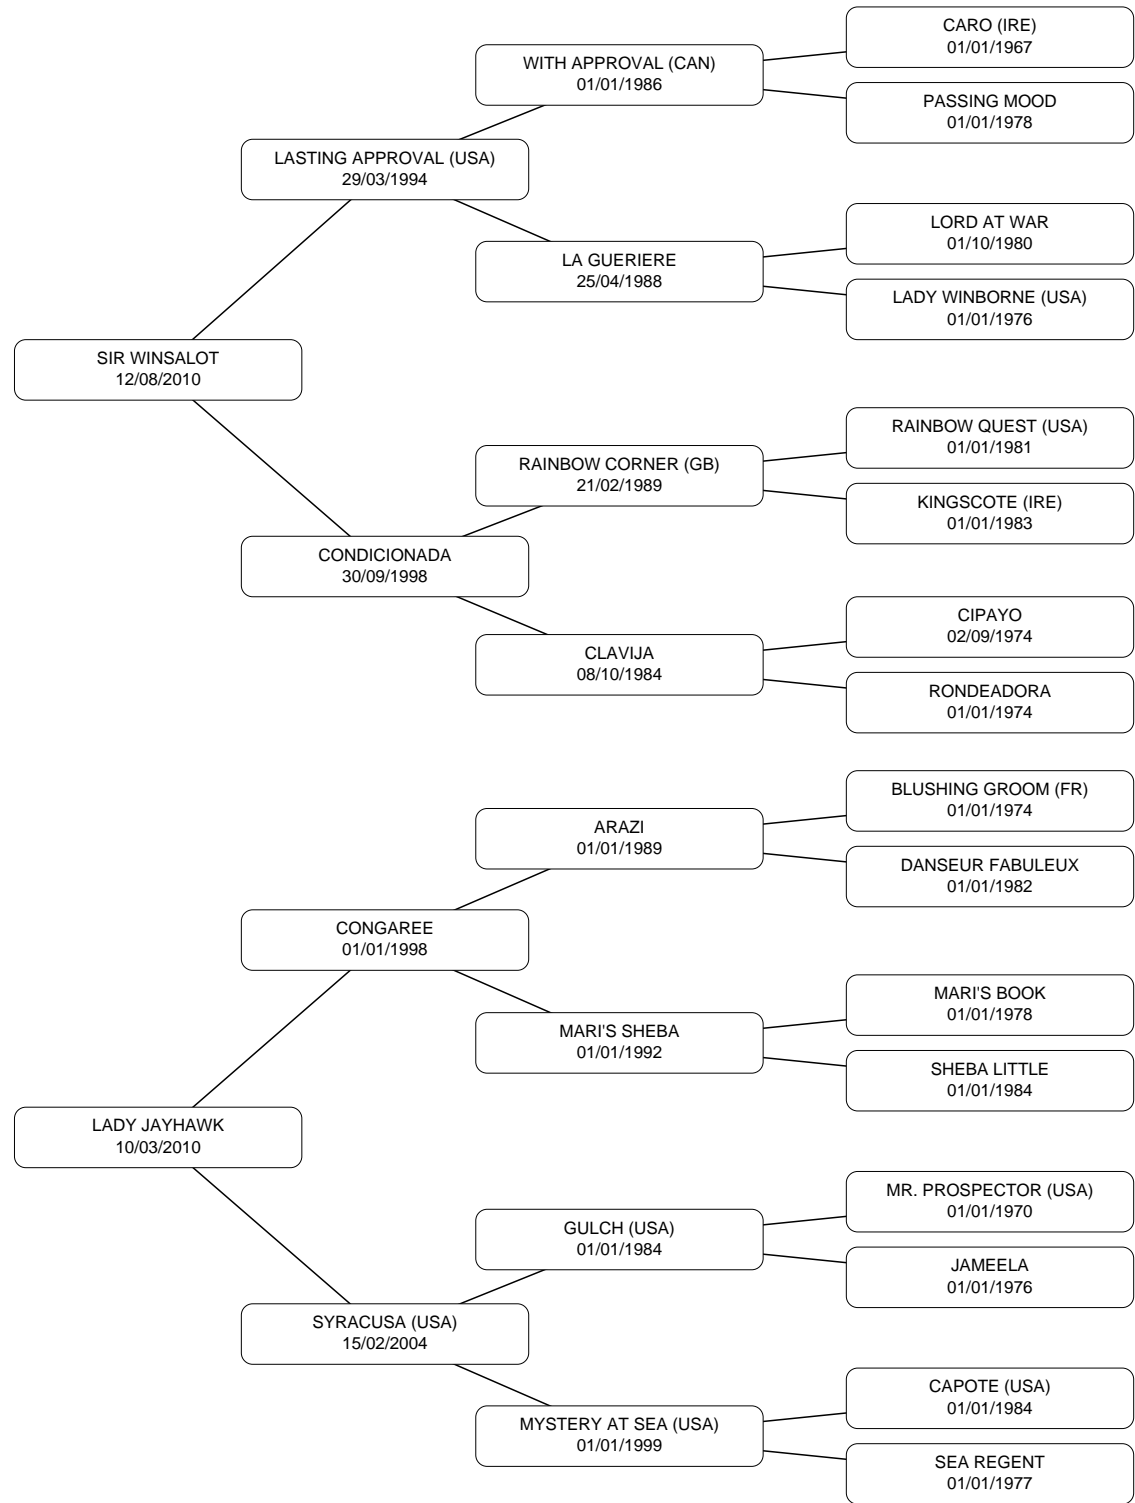 CARO (IRE)
01/01/1967
WITH APPROVAL (CAN)
01/01/1986
PASSING MOOD
01/01/1978
LASTING APPROVAL (USA)
29/03/1994
LORD AT WAR
01/10/1980
LA GUERIERE
25/04/1988
LADY WINBORNE (USA)
01/01/1976
SIR WINSALOT
12/08/2010
RAINBOW QUEST (USA)
01/01/1981
RAINBOW CORNER (GB)
21/02/1989
KINGSCOTE (IRE)
01/01/1983
CONDICIONADA
30/09/1998
CIPAYO
02/09/1974
CLAVIJA
08/10/1984
RONDEADORA
01/01/1974
BLUSHING GROOM (FR)
01/01/1974
ARAZI
01/01/1989
DANSEUR FABULEUX
01/01/1982
CONGAREE
01/01/1998
MARI'S BOOK
01/01/1978
MARI'S SHEBA
01/01/1992
SHEBA LITTLE
01/01/1984
LADY JAYHAWK
10/03/2010
MR. PROSPECTOR (USA)
01/01/1970
GULCH (USA)
01/01/1984
JAMEELA
01/01/1976
SYRACUSA (USA)
15/02/2004
CAPOTE (USA)
01/01/1984
MYSTERY AT SEA (USA)
01/01/1999
SEA REGENT
01/01/1977